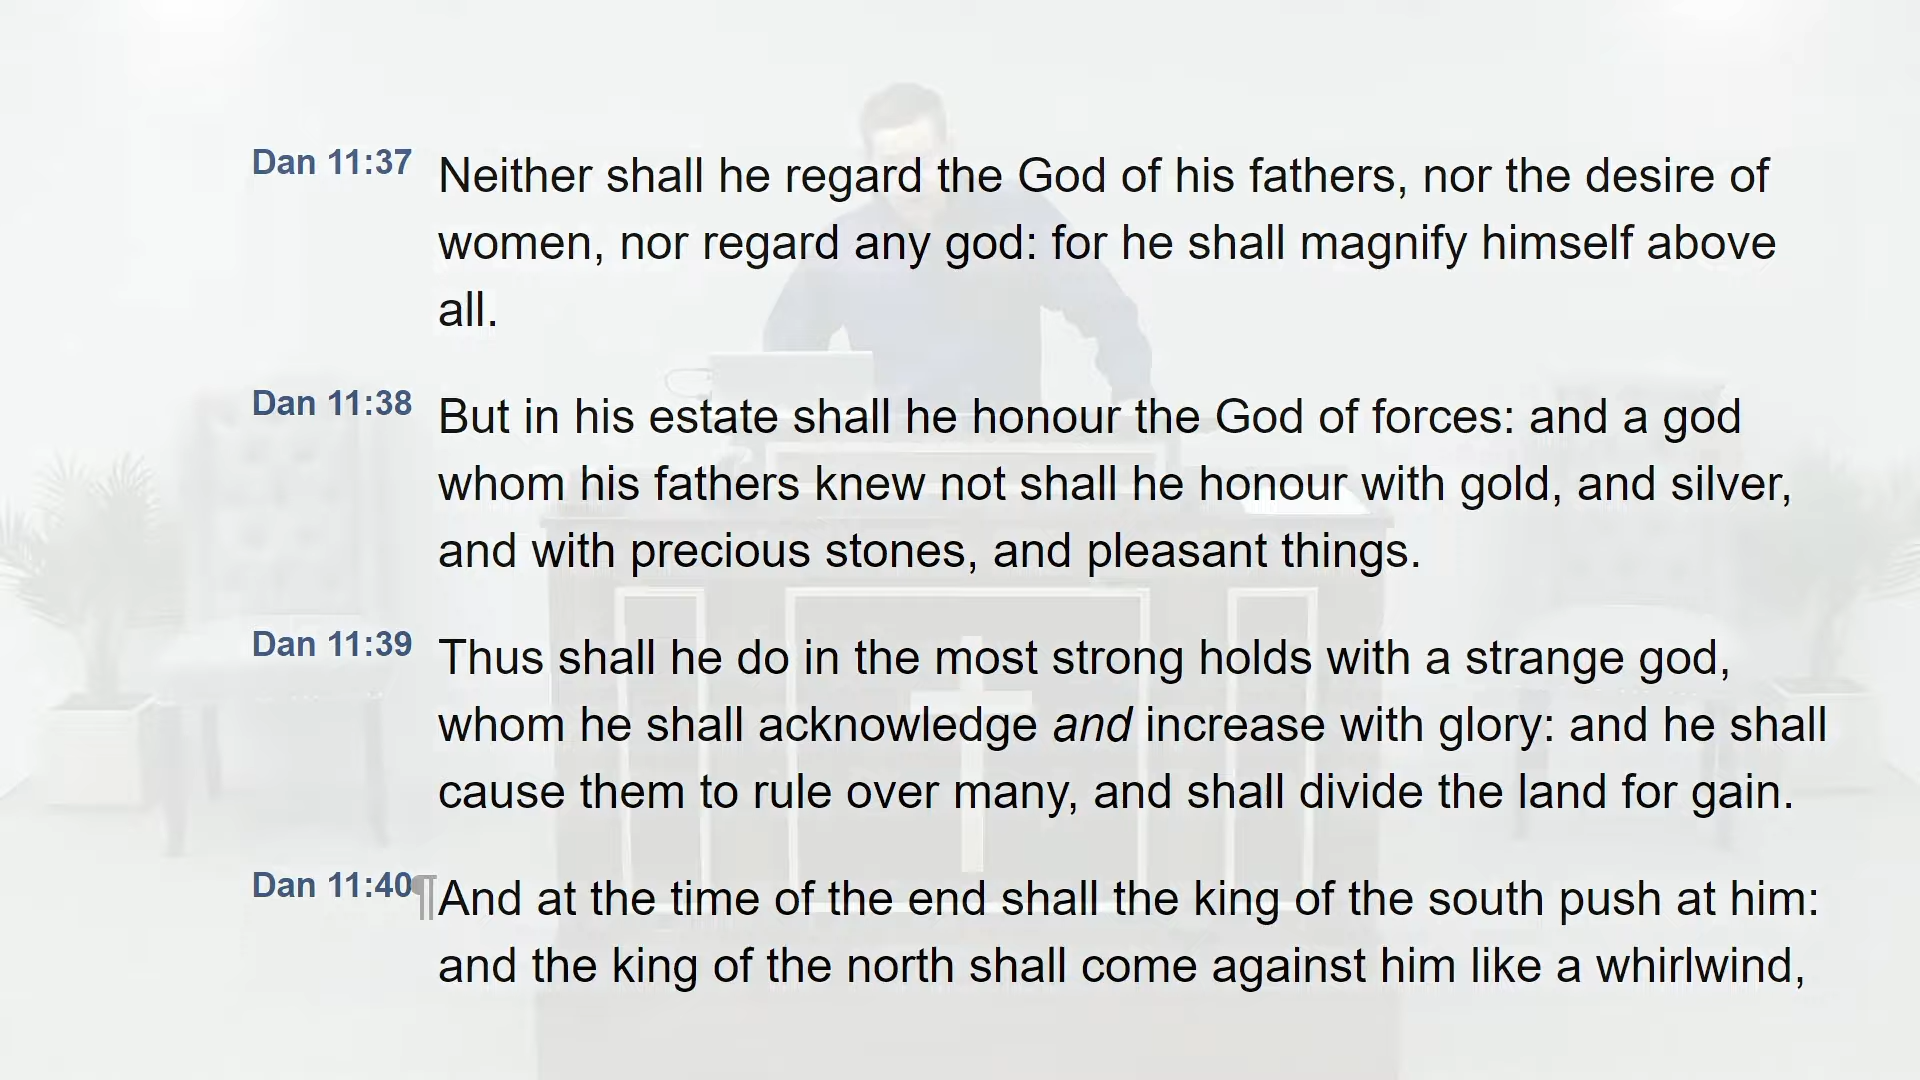 Dan 11:37 Neither shall he regard the God of his fathers, nor the desire of
women, nor regard any god: for he shall magnify himself above
all.
Dan 11:38 But in his estate shall he honour the God of forces: and a god
whom his fathers knew not shall he honour with gold, and silver,
and with precious stones, and pleasant things.
Dan 11:39 Thus shall he do in the most strong holds with a strange god,
whom he shall acknowledge and increase with glory: and he shall
cause them to rule over many, and shall divide the land for gain.
Dan 11:40 ¶And at the time of the end shall the king of the south push at him:
and the king of the north shall come against him like a whirlwind,